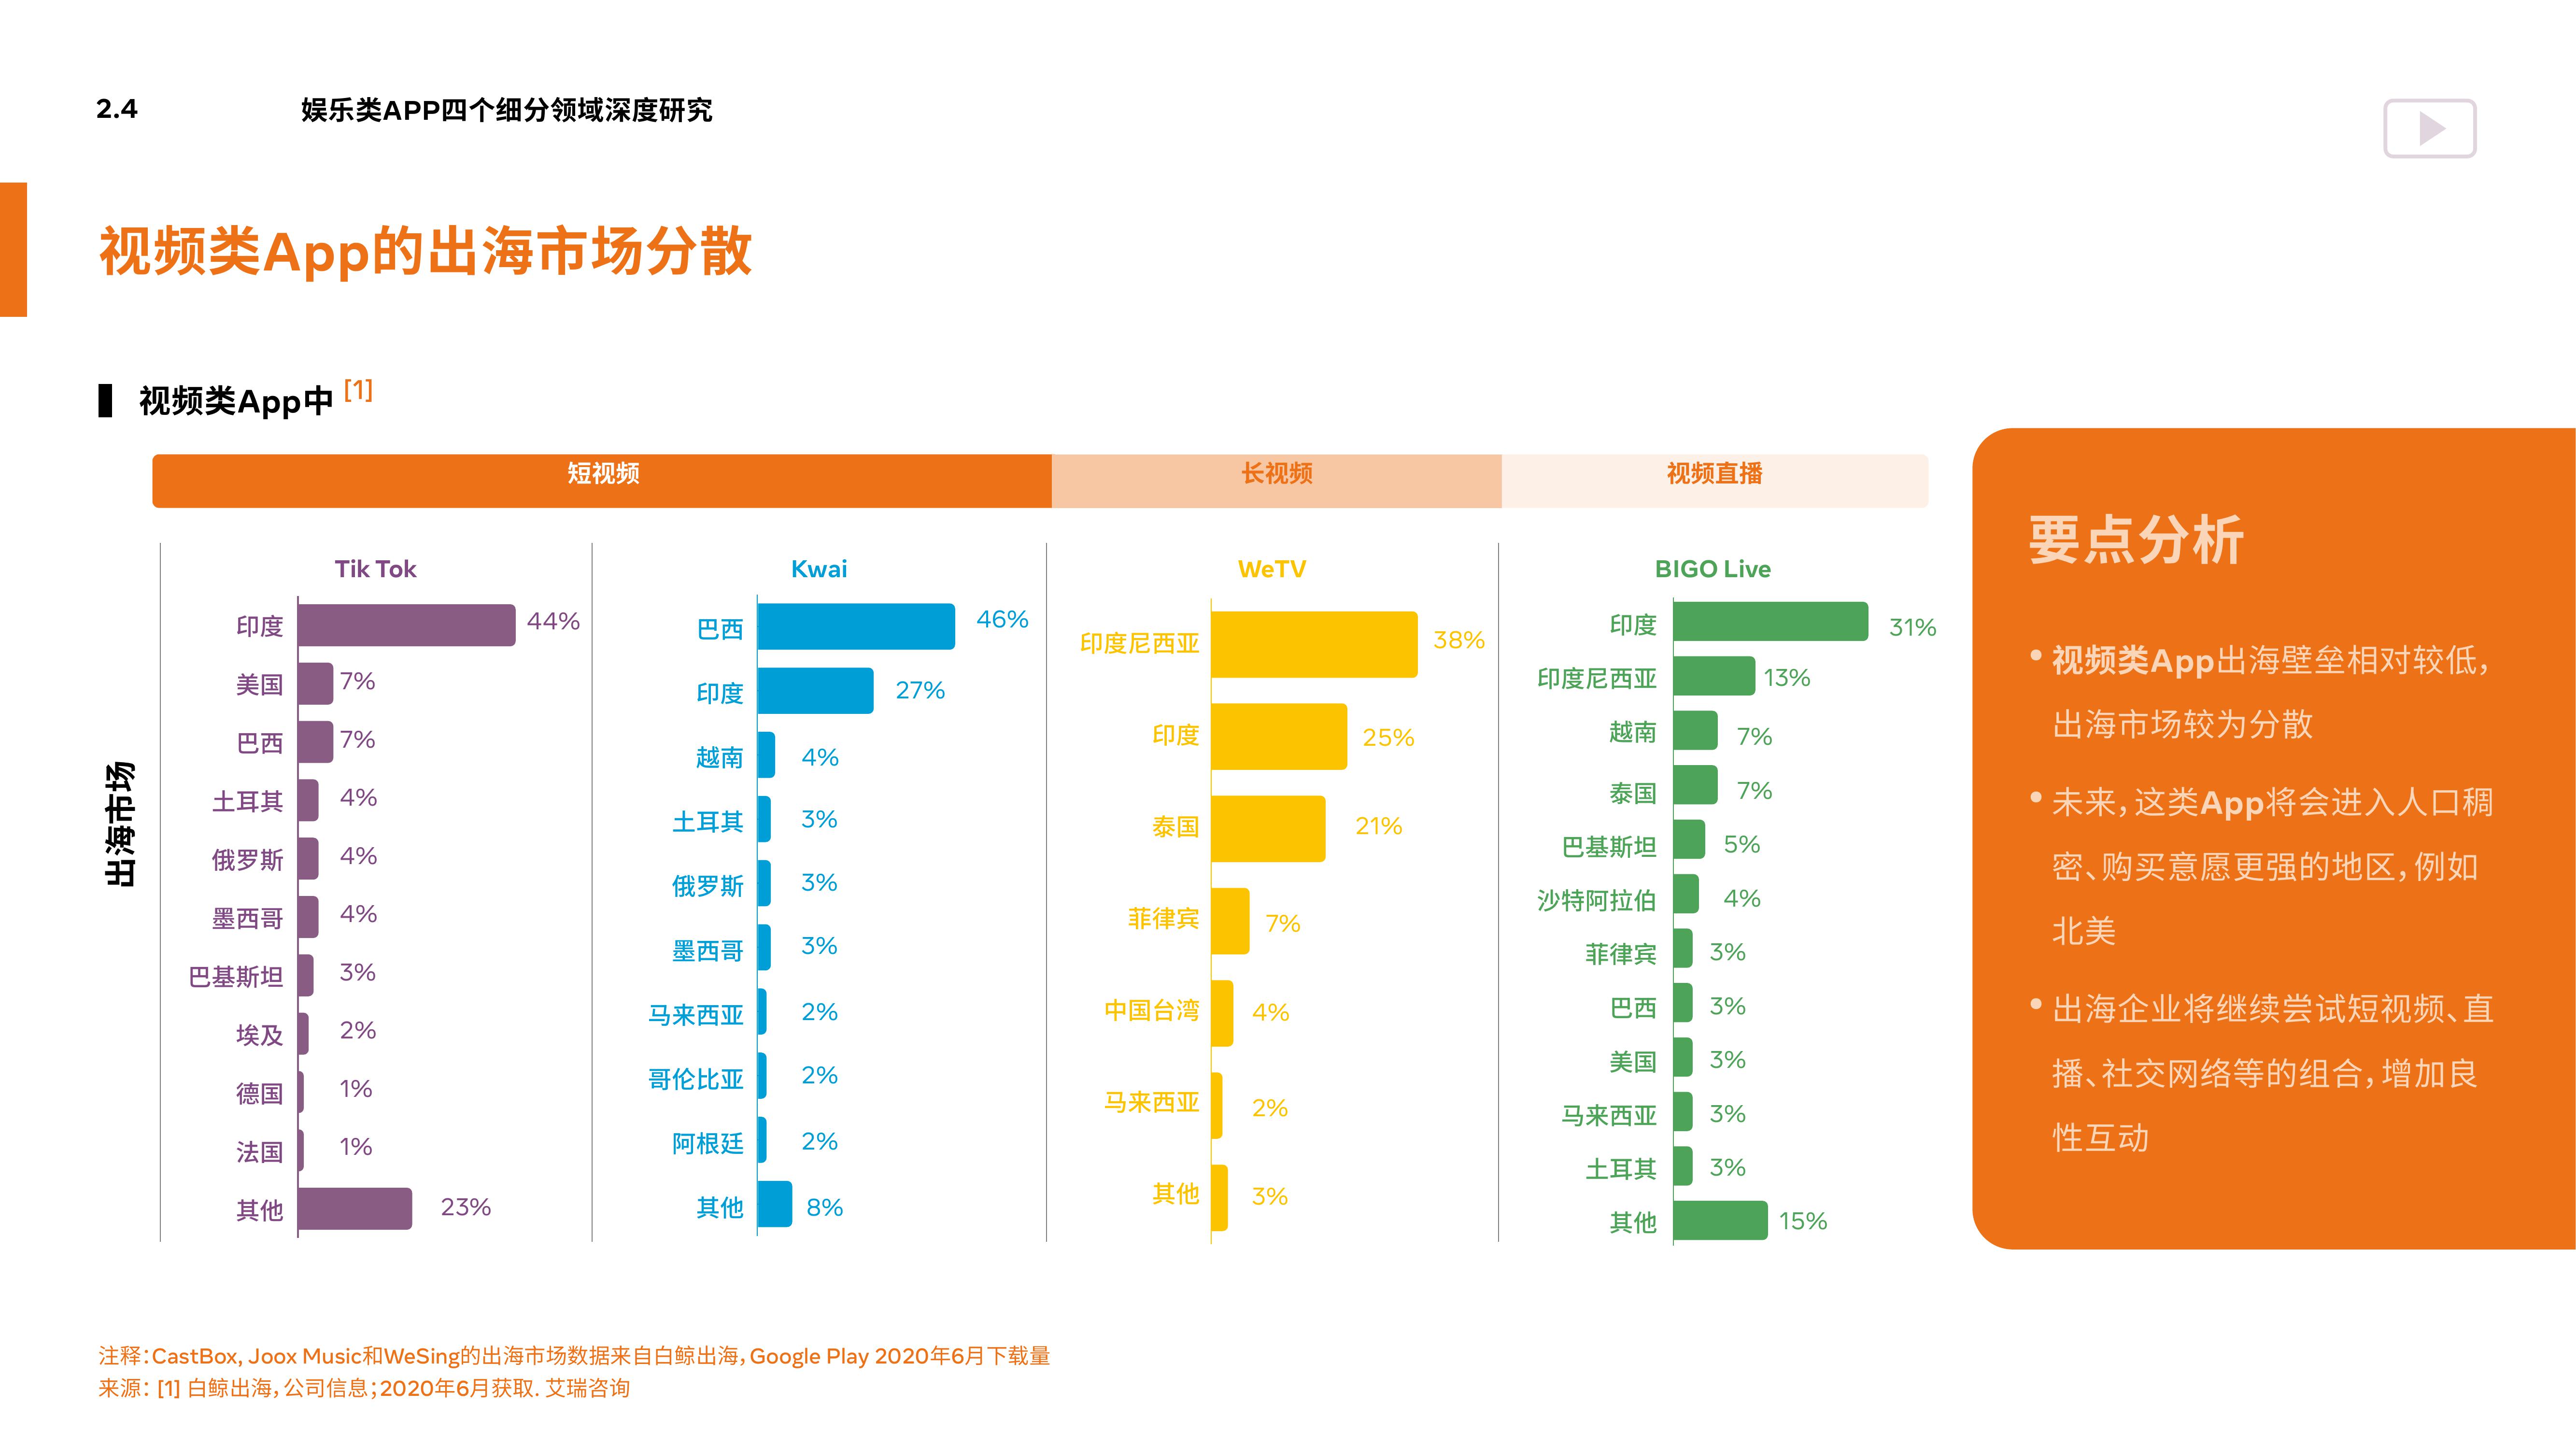 2.4 娱乐类APP四个细分领域深度研究
视频类App的出海市场分散
视频类App中 [1]
短视频 长视频 视频直播
出海市场
Tik Tok
印度 44%
美国 7%
巴西 7%
土耳其 4%
俄罗斯 4%
墨西哥 4%
巴基斯坦 3%
埃及 2%
德国 1%
法国 1%
其他 23%
Kwai
巴西 46%
印度 27%
越南 4%
土耳其 3%
俄罗斯 3%
墨西哥 3%
马来西亚 2%
哥伦比亚 2%
阿根廷 2%
其他 8%
WeTV
印度尼西亚 38%
印度 25%
泰国 21%
菲律宾 7%
中国台湾 4%
马来西亚 2%
其他 3%
BIGO Live
印度 31%
印度尼西亚 13%
越南 7%
泰国 7%
巴基斯坦 5%
沙特阿拉伯 4%
菲律宾 3%
巴西 3%
美国 3%
马来西亚 3%
土耳其 3%
其他 15%
要点分析
• 视频类App出海壁垒相对较低，
出海市场较为分散
• 未来，这类App将会进入人口稠
密、购买意愿更强的地区，例如
北美
• 出海企业将继续尝试短视频、直
播、社交网络等的组合，增加良
性互动
注释：CastBox, Joox Music和WeSing的出海市场数据来自白鲸出海，Google Play 2020年6月下载量
来源：[1] 白鲸出海，公司信息；2020年6月获取. 艾瑞咨询